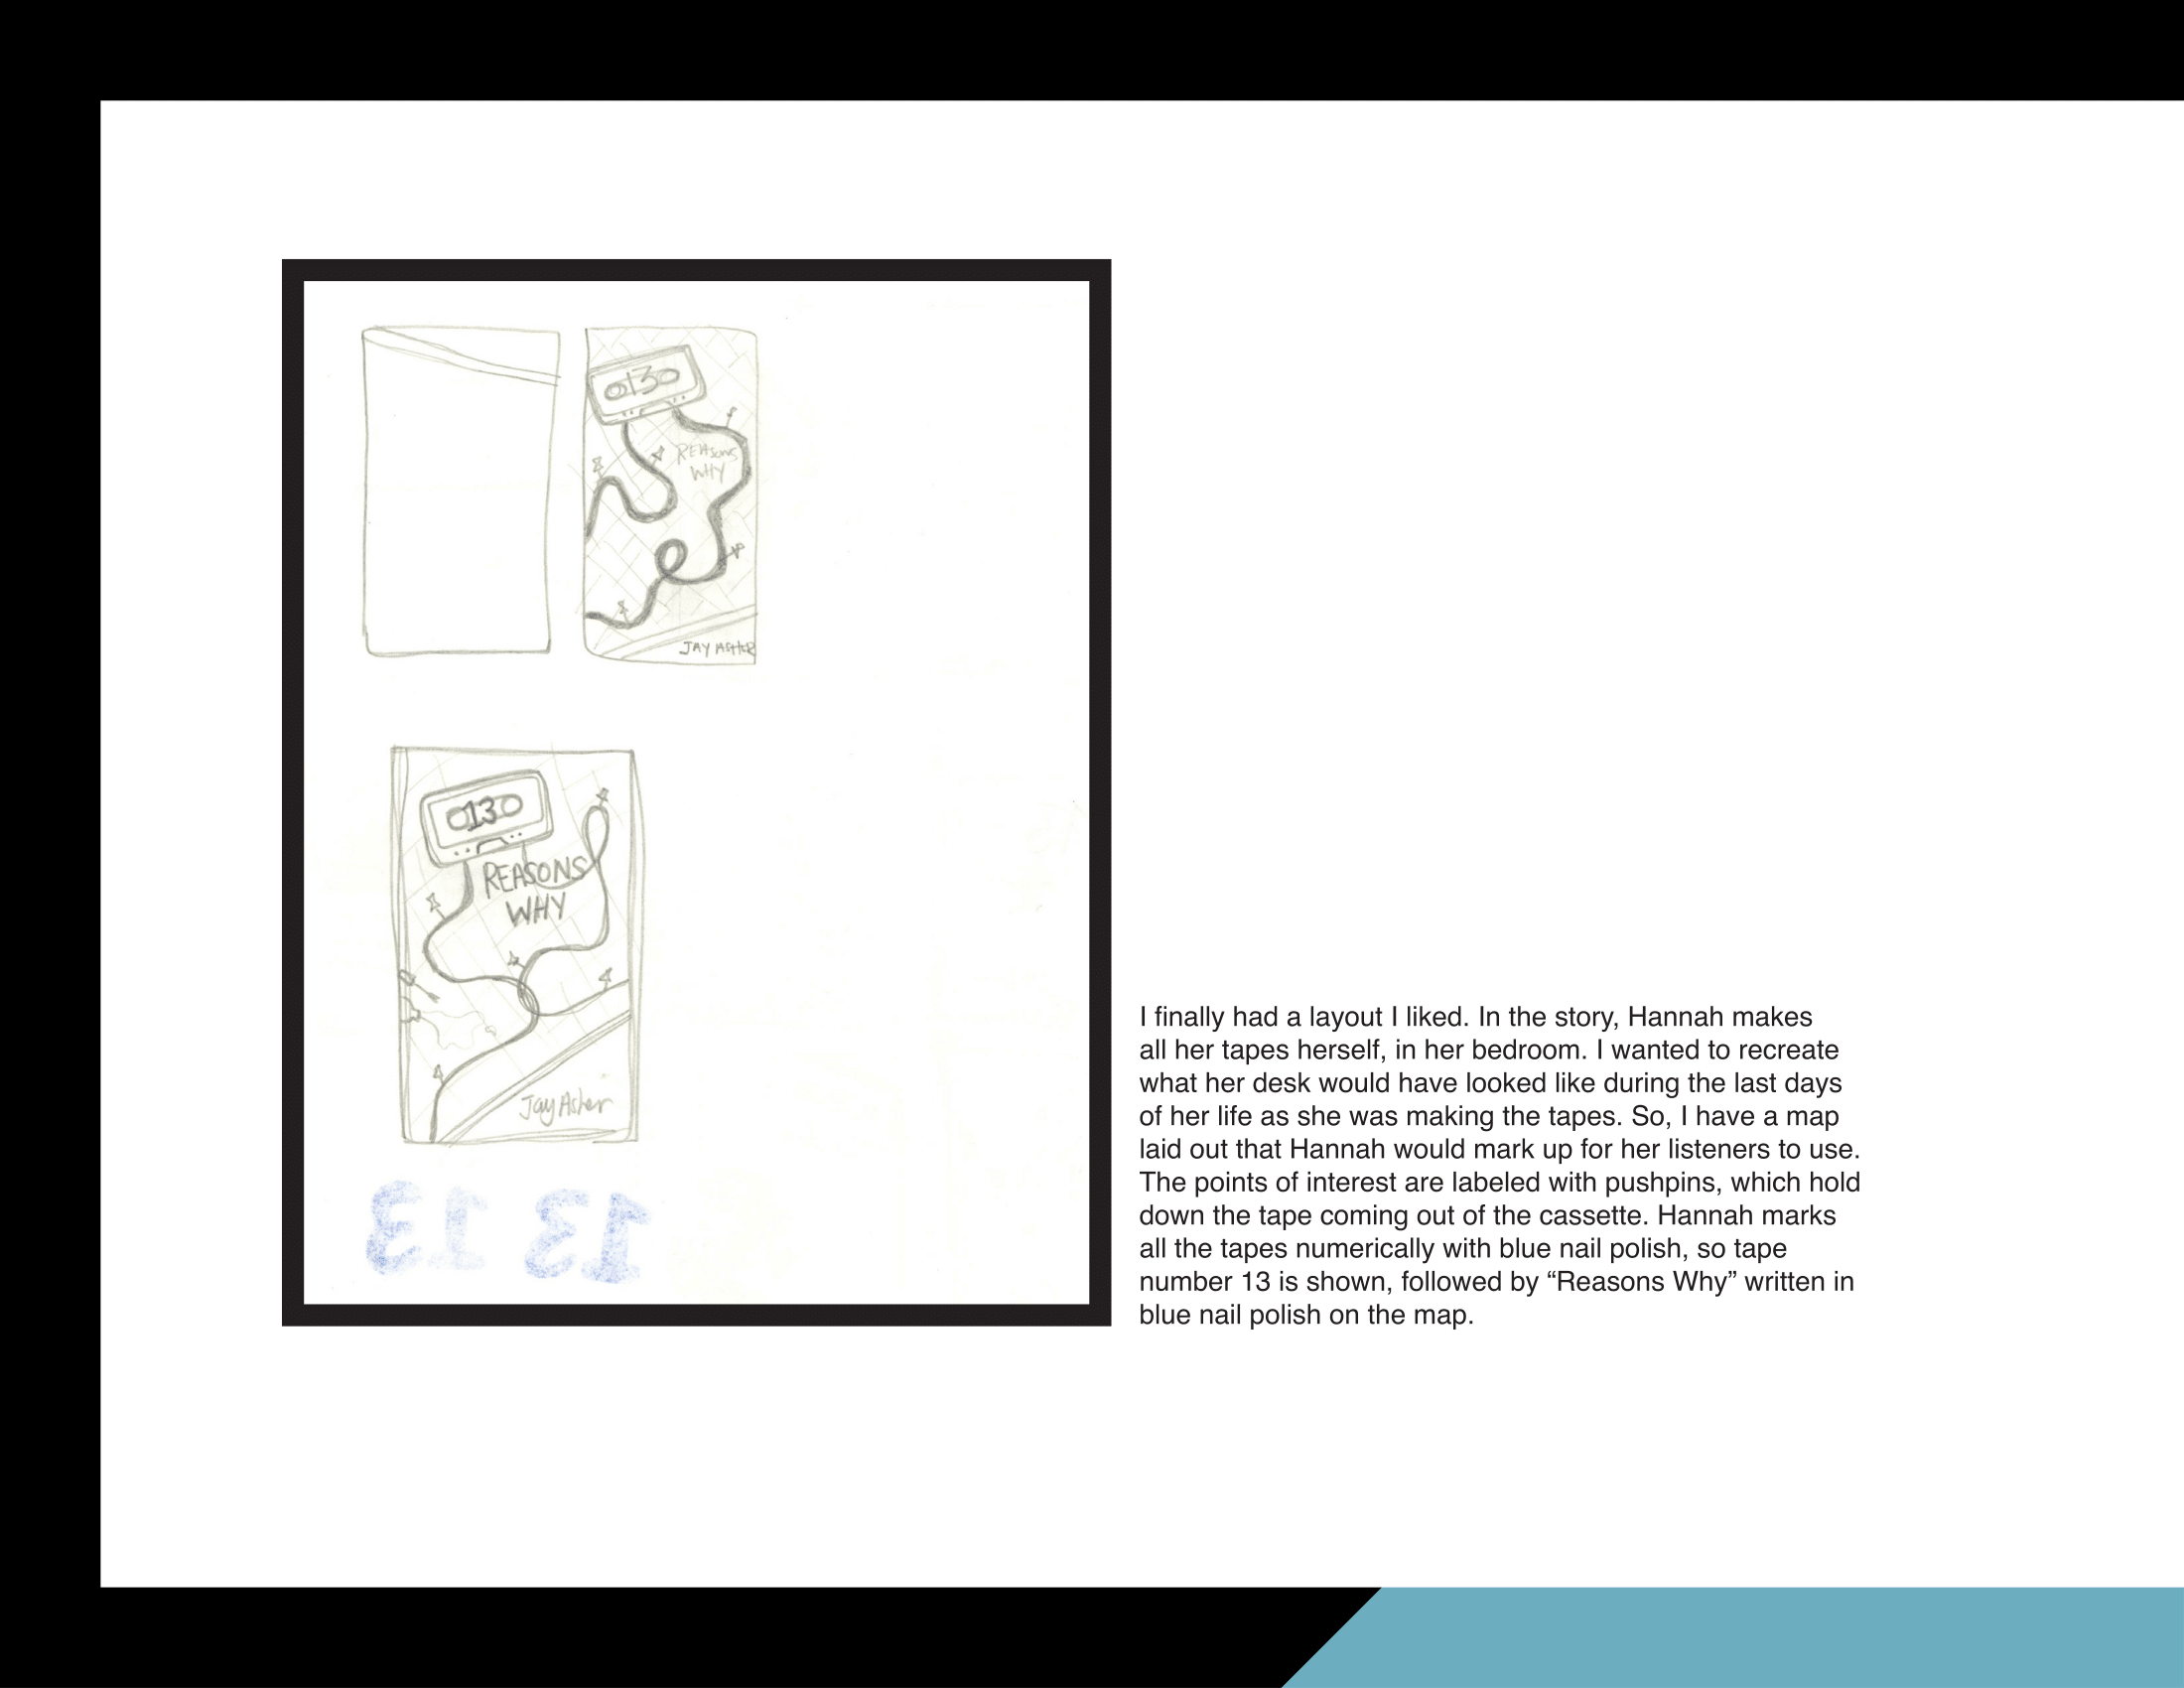 13
REASONS
WHY
JAY ASHER
13
REASONS
WHY
Jay Asher
13 13
I finally had a layout I liked. In the story, Hannah makes
all her tapes herself, in her bedroom. I wanted to recreate
what her desk would have looked like during the last days
of her life as she was making the tapes. So, I have a map
laid out that Hannah would mark up for her listeners to use.
The points of interest are labeled with pushpins, which hold
down the tape coming out of the cassette. Hannah marks
all the tapes numerically with blue nail polish, so tape
number 13 is shown, followed by “Reasons Why” written in
blue nail polish on the map.